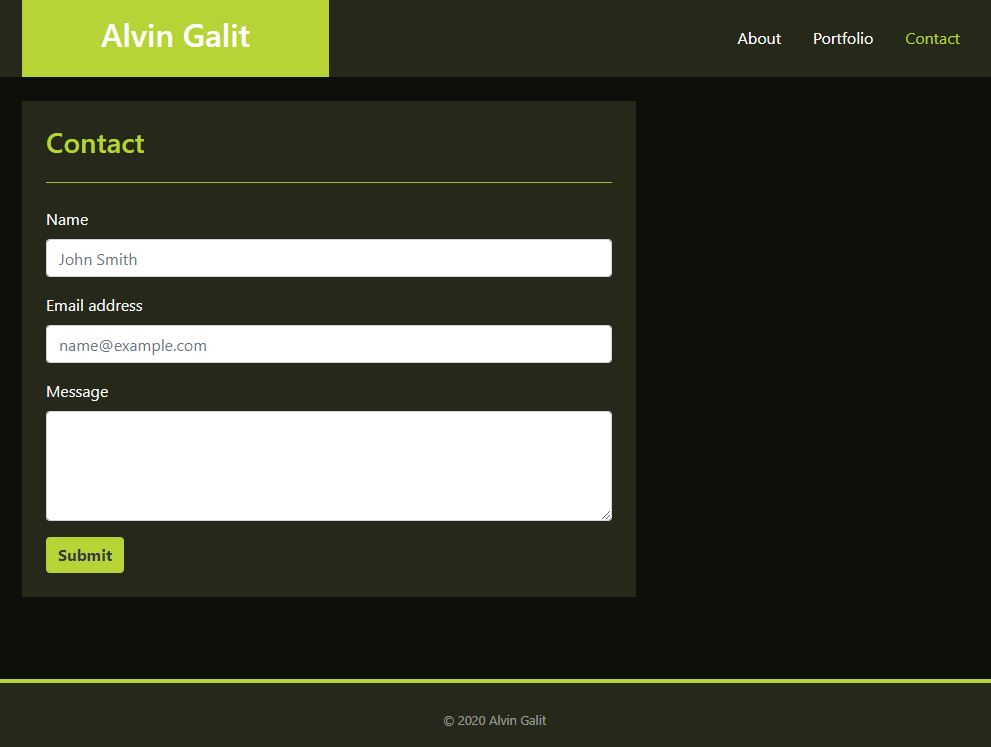 Alvin Galit
About Portfolio Contact
Contact
Name
John Smith
Email address
name@example.com
Message
Submit
© 2020 Alvin Galit